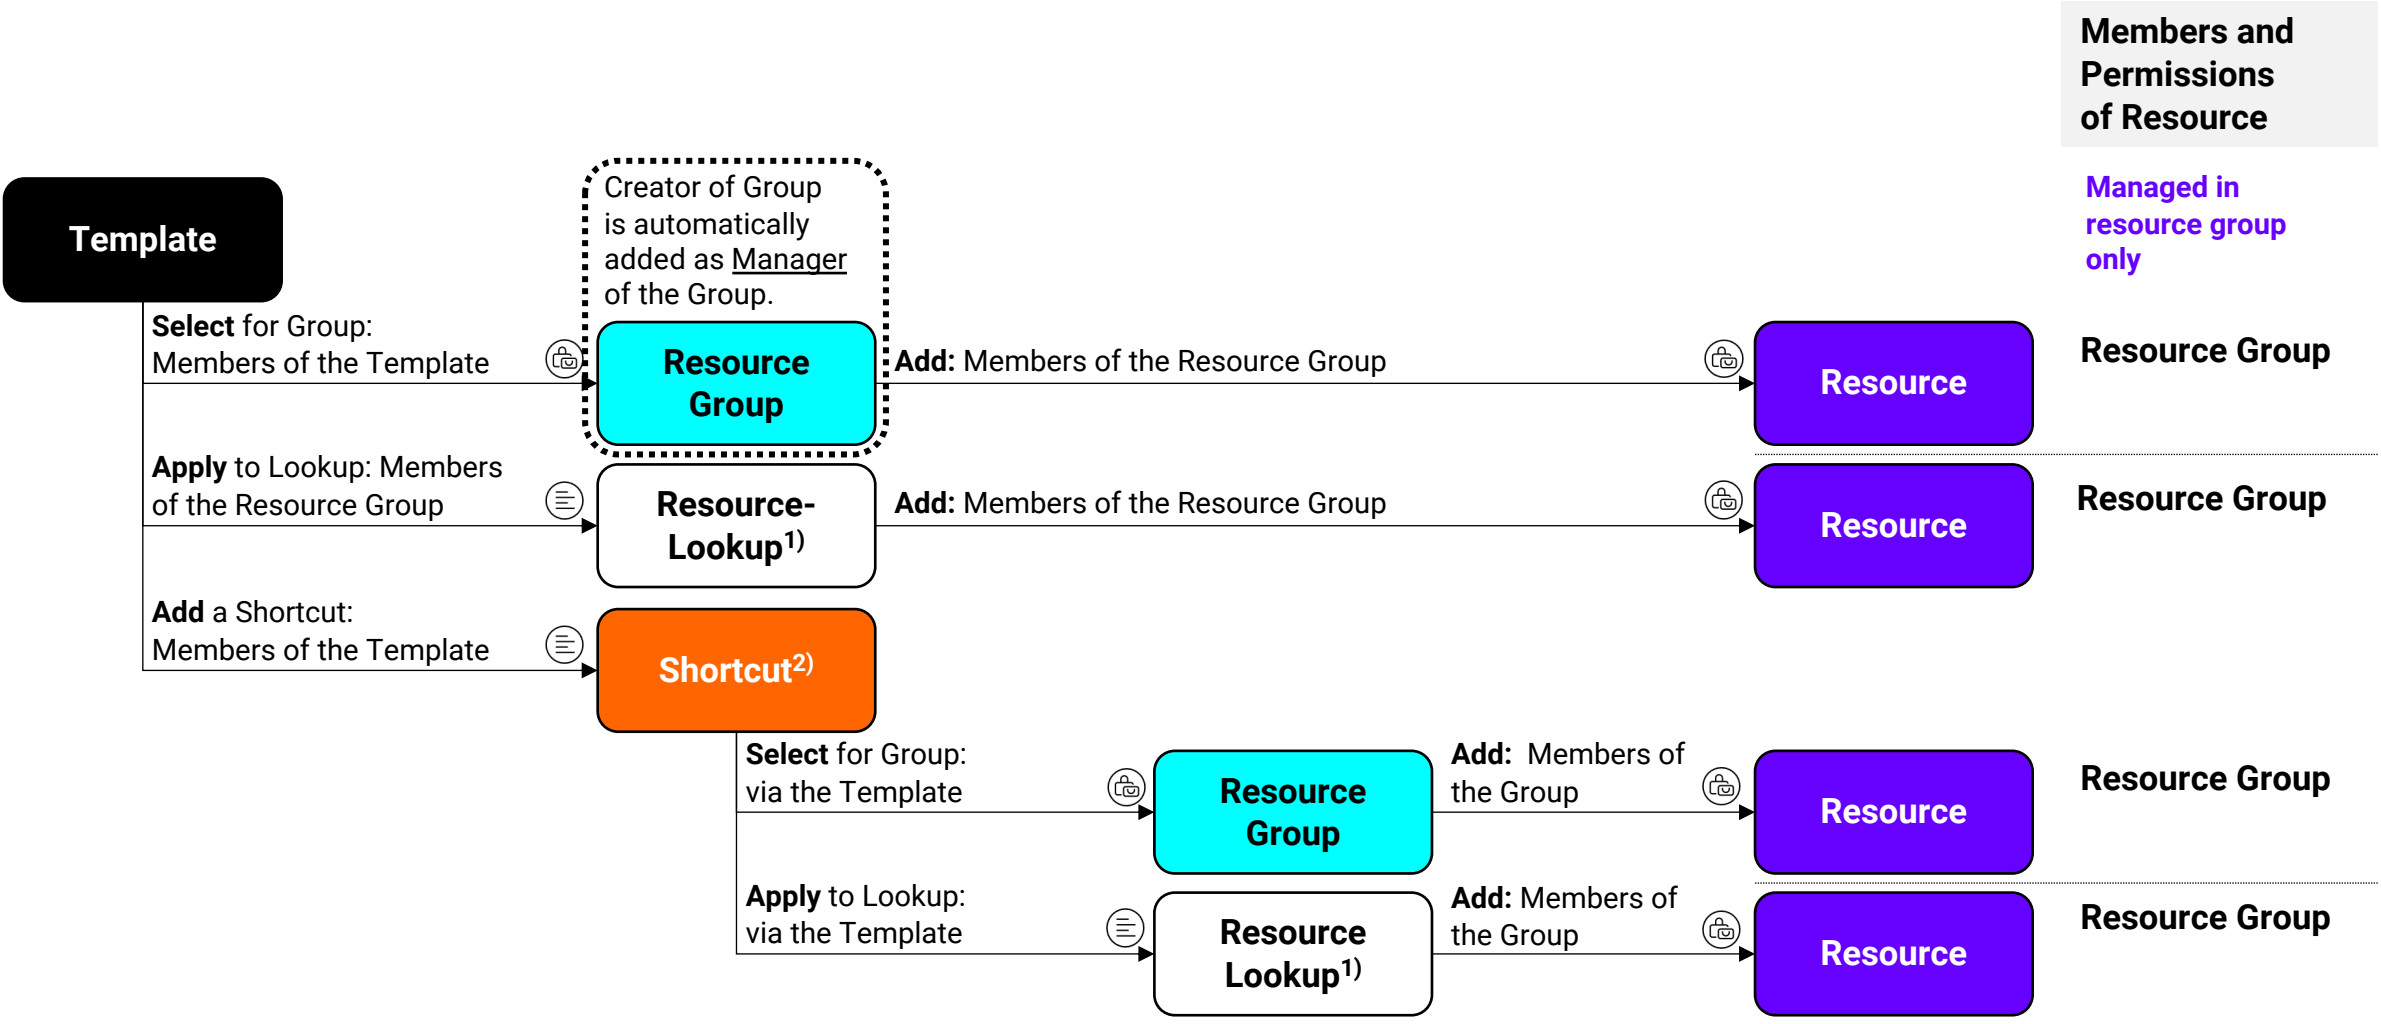 Members and
Permissions
of Resource
Managed in
resource group
only
Template
Creator of Group
is automatically
added as Manager
of the Group.
Select for Group:
Members of the Template
Resource
Group
Add: Members of the Resource Group
Resource
Resource Group
Apply to Lookup: Members
of the Resource Group
Resource-
Lookup1)
Add: Members of the Resource Group
Resource
Resource Group
Add a Shortcut:
Members of the Template
Shortcut2)
Select for Group:
via the Template
Resource
Group
Add: Members of
the Group
Resource
Resource Group
Apply to Lookup:
via the Template
Resource
Lookup1)
Add: Members of
the Group
Resource
Resource Group